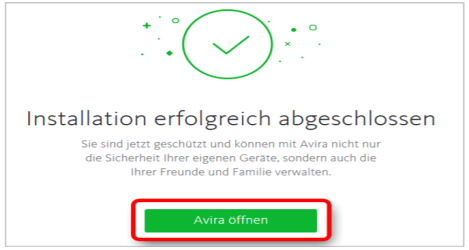 Installation erfolgreich abgeschlossen
Sie sind jetzt geschützt und können mit Avira nicht nur
die Sicherheit Ihrer eigenen Geräte, sondern auch die
Ihrer Freunde und Familie verwalten.
Avira öffnen